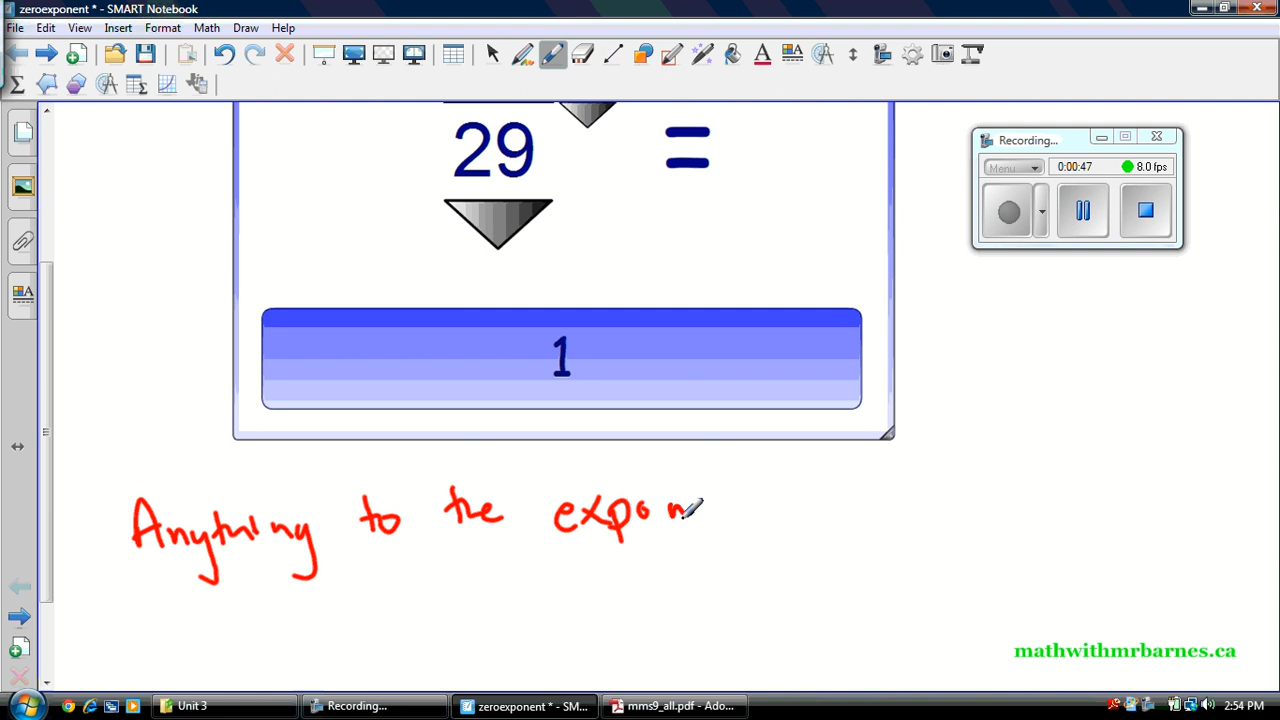 zeroexponent * - SMART Notebook
File Edit View Insert Format Math Draw Help
29 =
Recording...
Menu 0:00:47 8.0 fps
1
Anything to the expon
mathwithmrbarnes.ca
Unit 3 Recording... zeroexponent * - SM... mms9_all.pdf - Ado... 2:54 PM